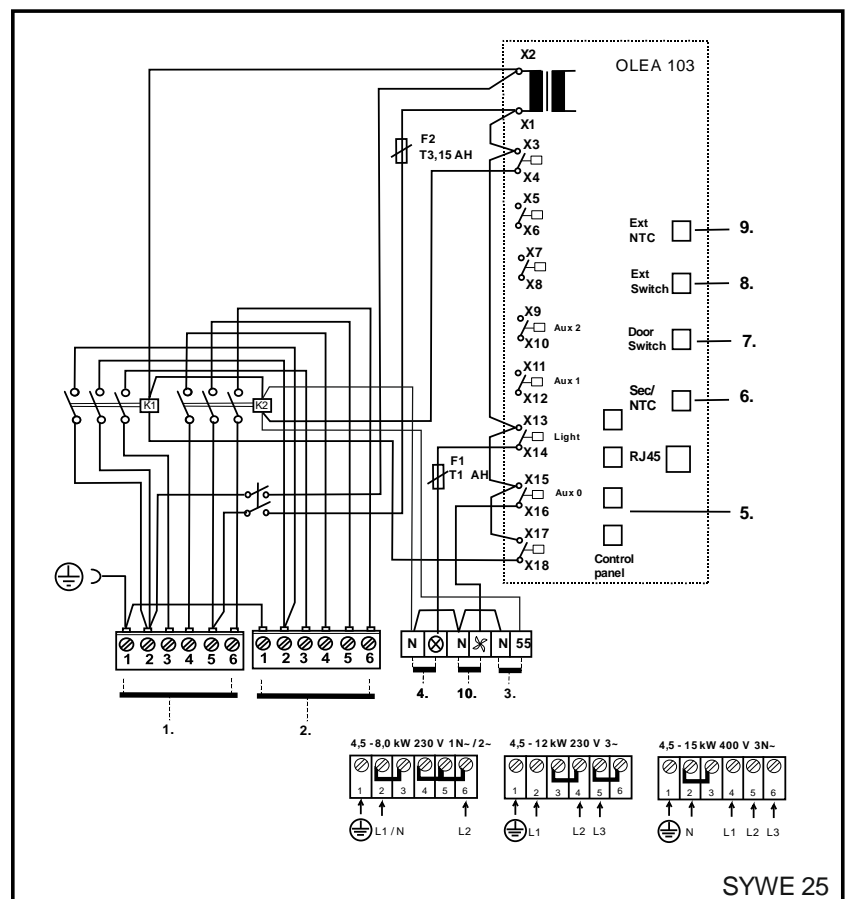 X2
OLEA 103
X1
F2
T3,15 AH
X3
X4
X5
X6
Ext
NTC
9.
X7
X8
Ext
Switch
8.
X9
X10
Aux 2
Door
Switch
7.
X11
X12
Aux 1
Sec/
NTC
6.
K1
K2
X13
X14
Light
RJ45
F1
T1 AH
X15
X16
Aux 0
5.
X17
X18
Control
panel
1 2 3 4 5 6
1 2 3 4 5 6
N N N 55
4. 10. 3.
1. 2.
4,5 - 8,0 kW 230 V 1N~ / 2~
1 2 3 4 5 6
L1 / N L2
4,5 - 12 kW 230 V 3~
1 2 3 4 5 6
L1 L2 L3
4,5 - 15 kW 400 V 3N~
1 2 3 4 5 6
N L1 L2 L3
SYWE 25